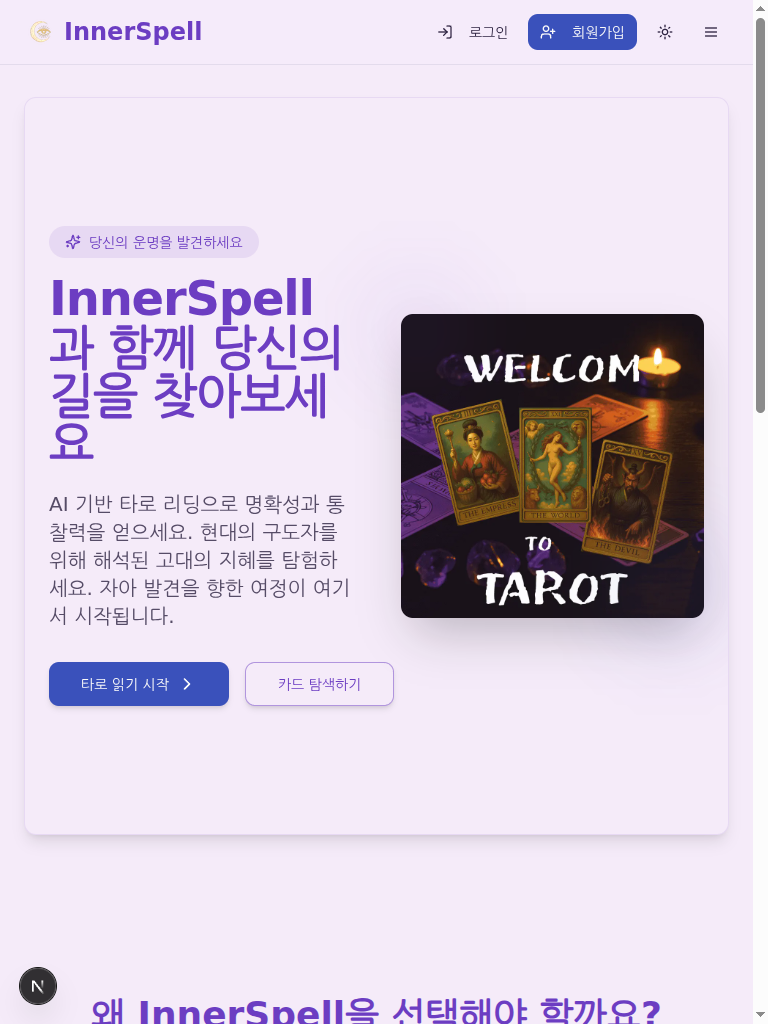 InnerSpell
로그인
회원가입
당신의 운명을 발견하세요
InnerSpell
과 함께 당신의
길을 찾아보세
요
AI 기반 타로 리딩으로 명확성과 통
찰력을 얻으세요. 현대의 구도자를
위해 해석된 고대의 지혜를 탐험하
세요. 자아 발견을 향한 여정이 여기
서 시작됩니다.
타로 읽기 시작
카드 탐색하기
WELCOM
THE EMPRESS
THE WORLD
THE DEVIL
TO
TAROT
N
왜 InnerSpell을 선택해야 할까요?